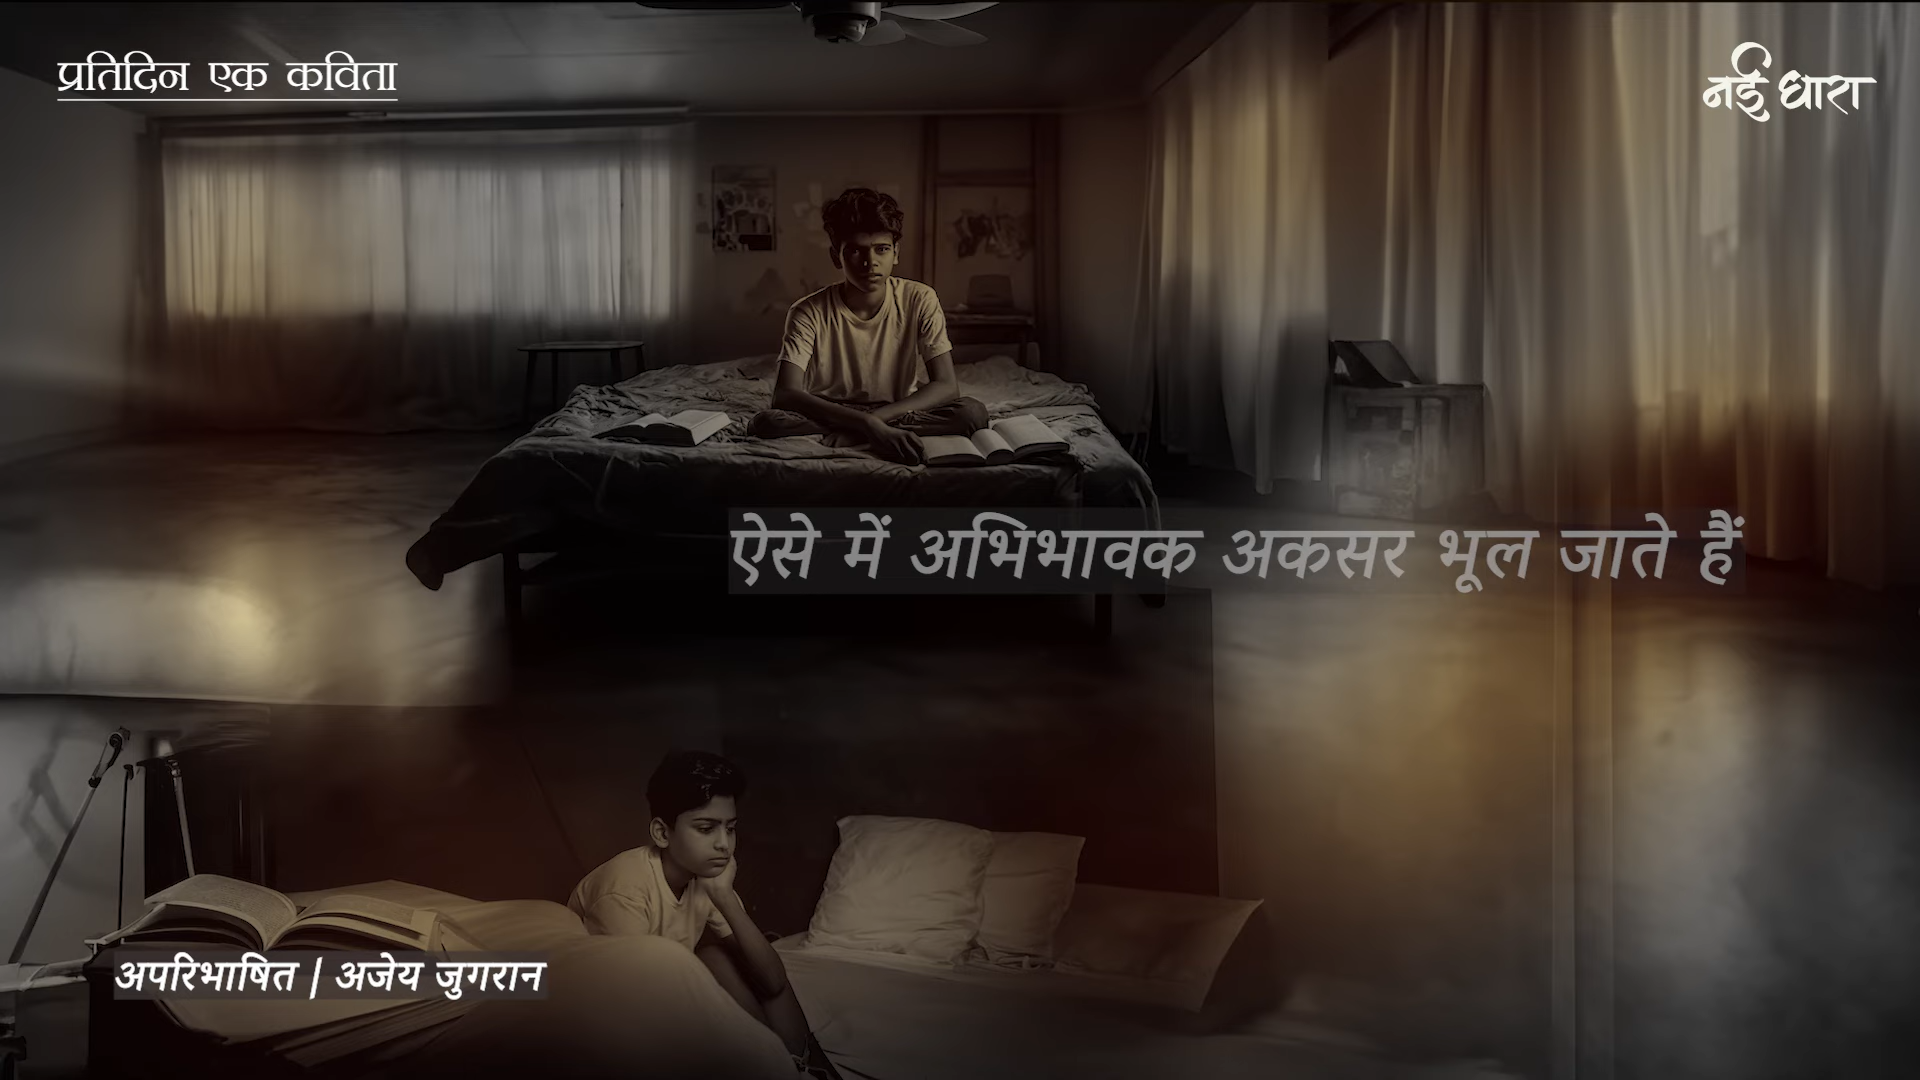 प्रतिदिन एक कविता
नई धारा
ऐसे में अभिभावक अकसर भूल जाते हैं
अपरिभाषित | अजेय जुगरान